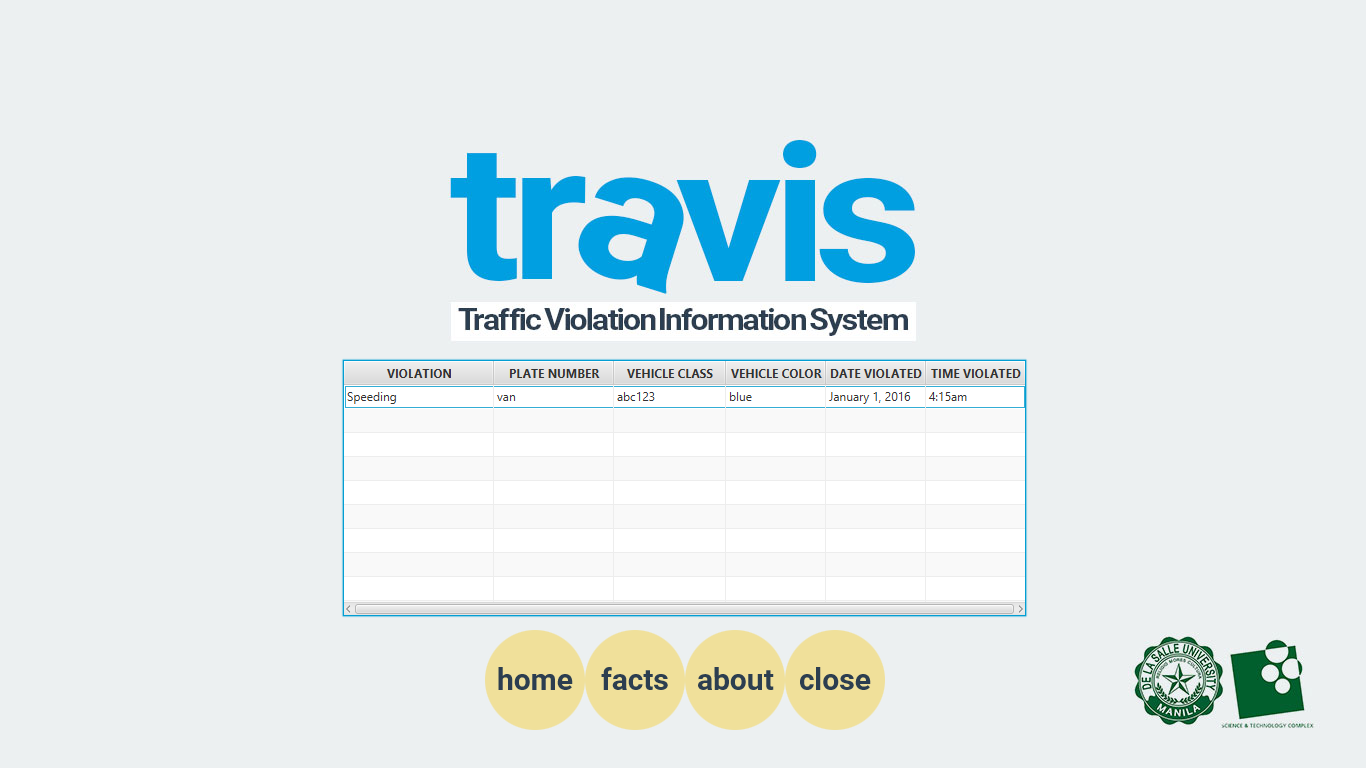 travis
Traffic Violation Information System
VIOLATION PLATE NUMBER VEHICLE CLASS VEHICLE COLOR DATE VIOLATED TIME VIOLATED
Speeding van abc123 blue January 1, 2016 4:15am
home facts about close
DE LA SALLE UNIVERSITY
MANILA
SCIENCE & TECHNOLOGY COMPLEX